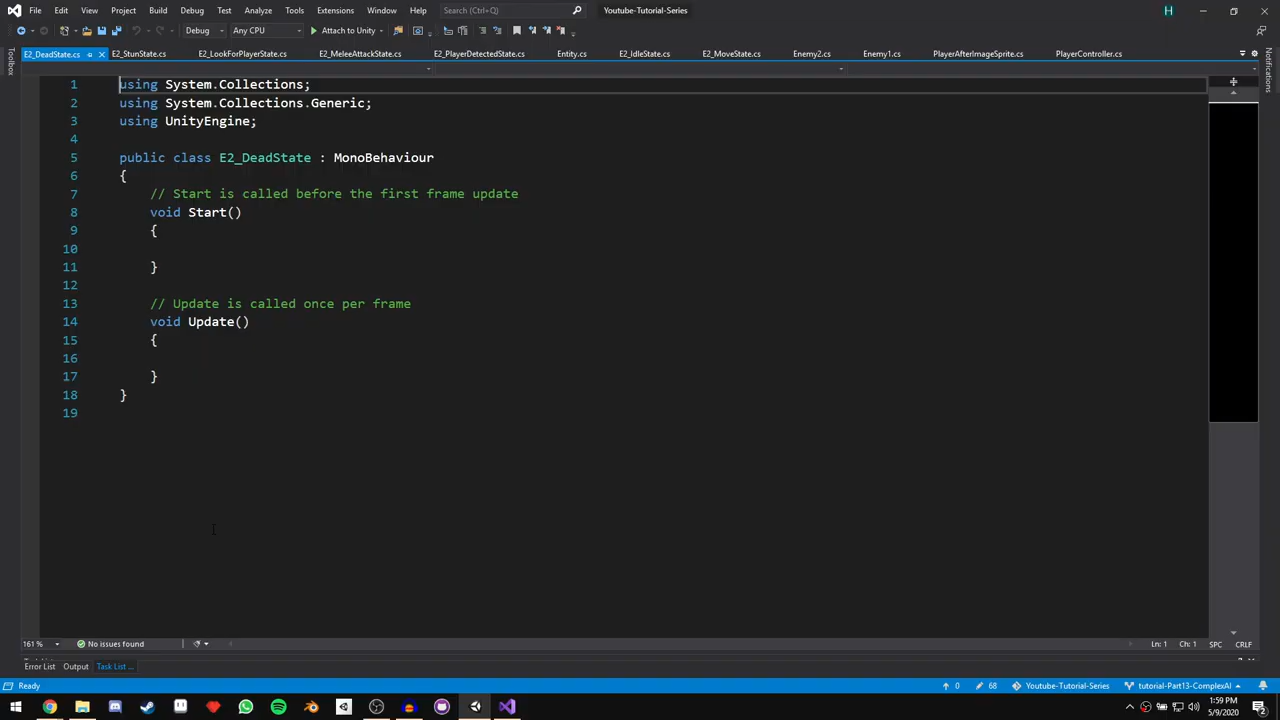 File Edit View Project Build Debug Test Analyze Tools Extensions Window Help Search (Ctrl+Q) Youtube-Tutorial-Series H
Debug Any CPU Attach to Unity
E2_DeadState.cs E2_StunState.cs E2_LookForPlayerState.cs E2_MeleeAttackState.cs E2_PlayerDetectedState.cs Entity.cs E2_IdleState.cs E2_MoveState.cs Enemy2.cs Enemy1.cs PlayerAfterImageSprite.cs PlayerController.cs
Toolbox
Notifications
1 using System.Collections;
2 using System.Collections.Generic;
3 using UnityEngine;
4
5 public class E2_DeadState : MonoBehaviour
6 {
7 // Start is called before the first frame update
8 void Start()
9 {
10
11 }
12
13 // Update is called once per frame
14 void Update()
15 {
16
17 }
18 }
19
161 % No issues found Ln: 1 Ch: 1 SPC CRLF
Error List Output Task List ...
Ready 0 68 Youtube-Tutorial-Series tutorial-Part13-ComplexAI
1:59 PM
5/9/2020